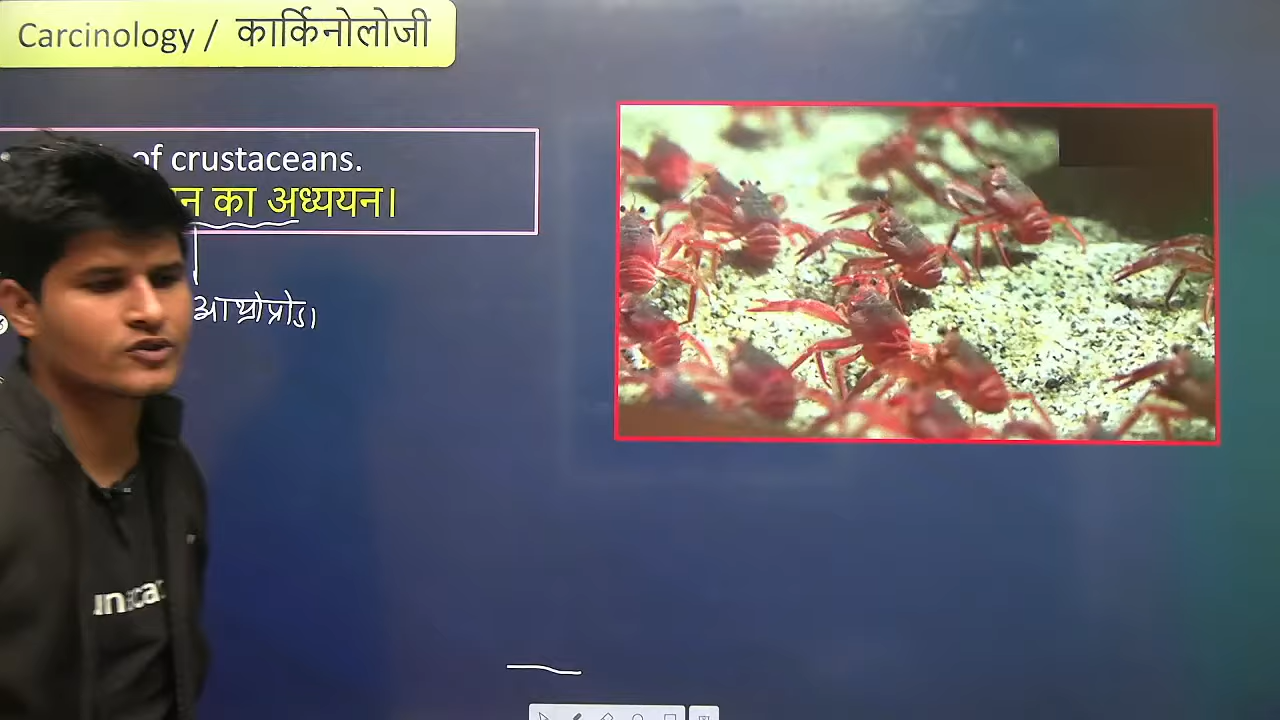 Carcinology / कार्किनोलोजी
of crustaceans.
न का अध्ययन।
आर्थ्रोप्रोडा